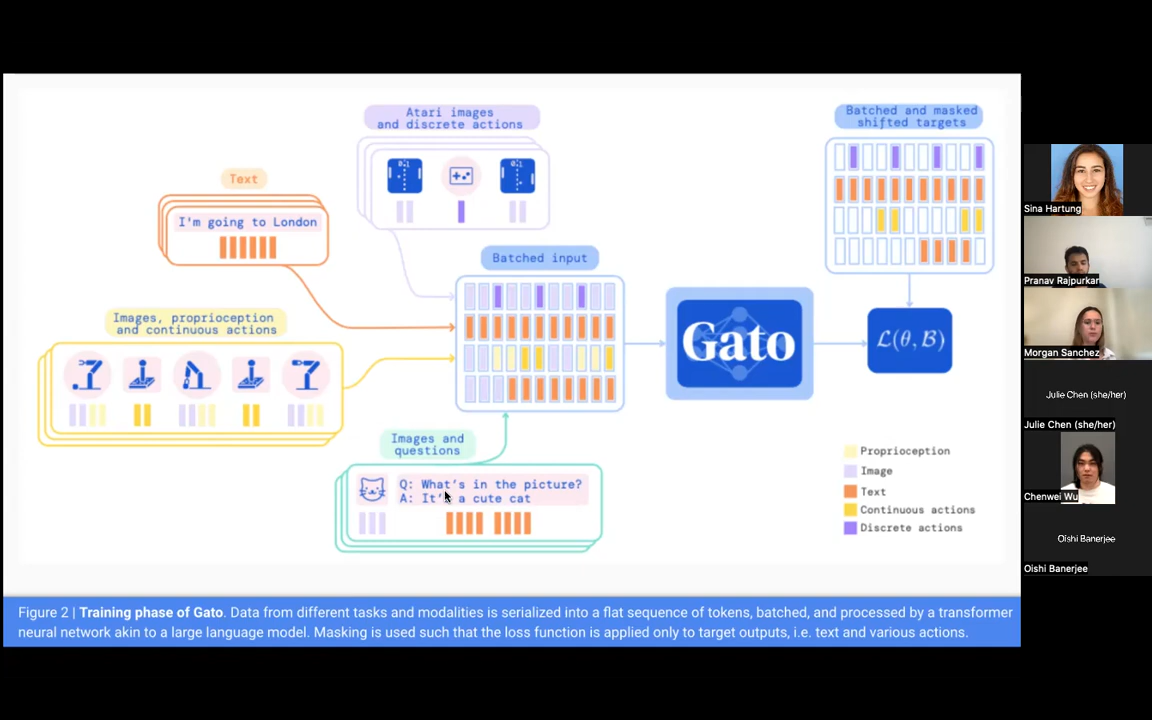 Atari images
and discrete actions
Batched and masked
shifted targets
Text
I'm going to London
Batched input
Images, proprioception
and continuous actions
Gato
ℒ(θ, ℬ)
Images and
questions
Q: What's in the picture?
A: It's a cute cat
Proprioception
Image
Text
Continuous actions
Discrete actions
Figure 2 | Training phase of Gato. Data from different tasks and modalities is serialized into a flat sequence of tokens, batched, and processed by a transformer
neural network akin to a large language model. Masking is used such that the loss function is applied only to target outputs, i.e. text and various actions.
Sina Hartung
Pranav Rajpurkar
Morgan Sanchez
Julie Chen (she/her)
Julie Chen (she/her)
Chenwei Wu
Oishi Banerjee
Oishi Banerjee